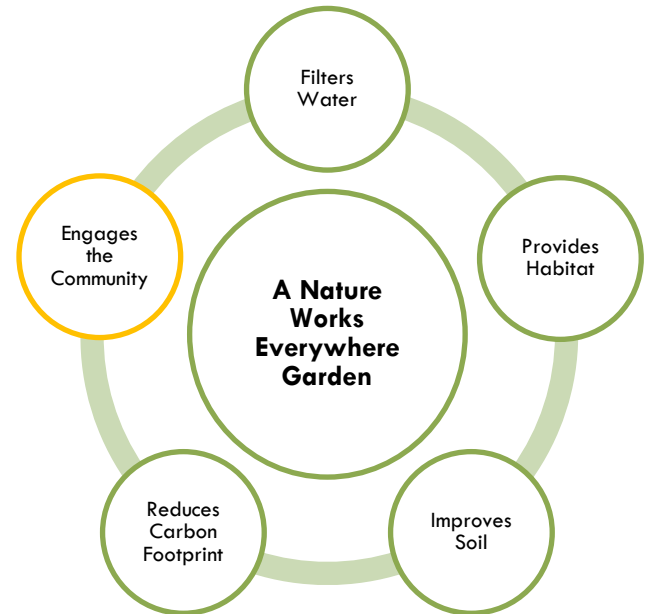 Filters
Water
Engages
the
Community
Provides
Habitat
A Nature
Works
Everywhere
Garden
Reduces
Carbon
Footprint
Improves
Soil